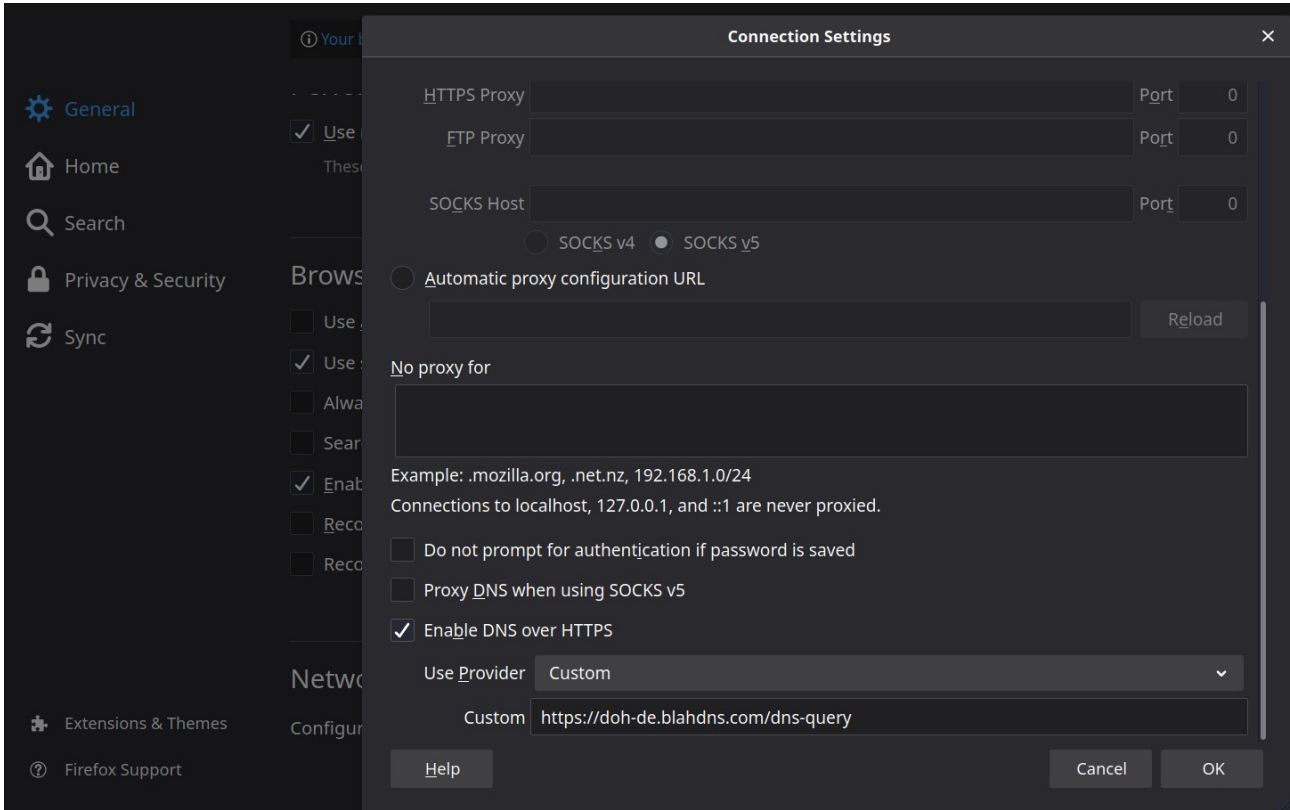 Your
Connection Settings
General
Home
Search
Privacy & Security
Sync
Extensions & Themes
Firefox Support
Use
Thes
Brows
Use
Use
Alwa
Sear
Enab
Reco
Reco
Netwo
Configur
HTTPS Proxy Port 0
FTP Proxy Port 0
SOCKS Host Port 0
SOCKS v4 SOCKS v5
Automatic proxy configuration URL
Reload
No proxy for
Example: .mozilla.org, .net.nz, 192.168.1.0/24
Connections to localhost, 127.0.0.1, and ::1 are never proxied.
Do not prompt for authentication if password is saved
Proxy DNS when using SOCKS v5
Enable DNS over HTTPS
Use Provider Custom
Custom https://doh-de.blahdns.com/dns-query
Help Cancel OK